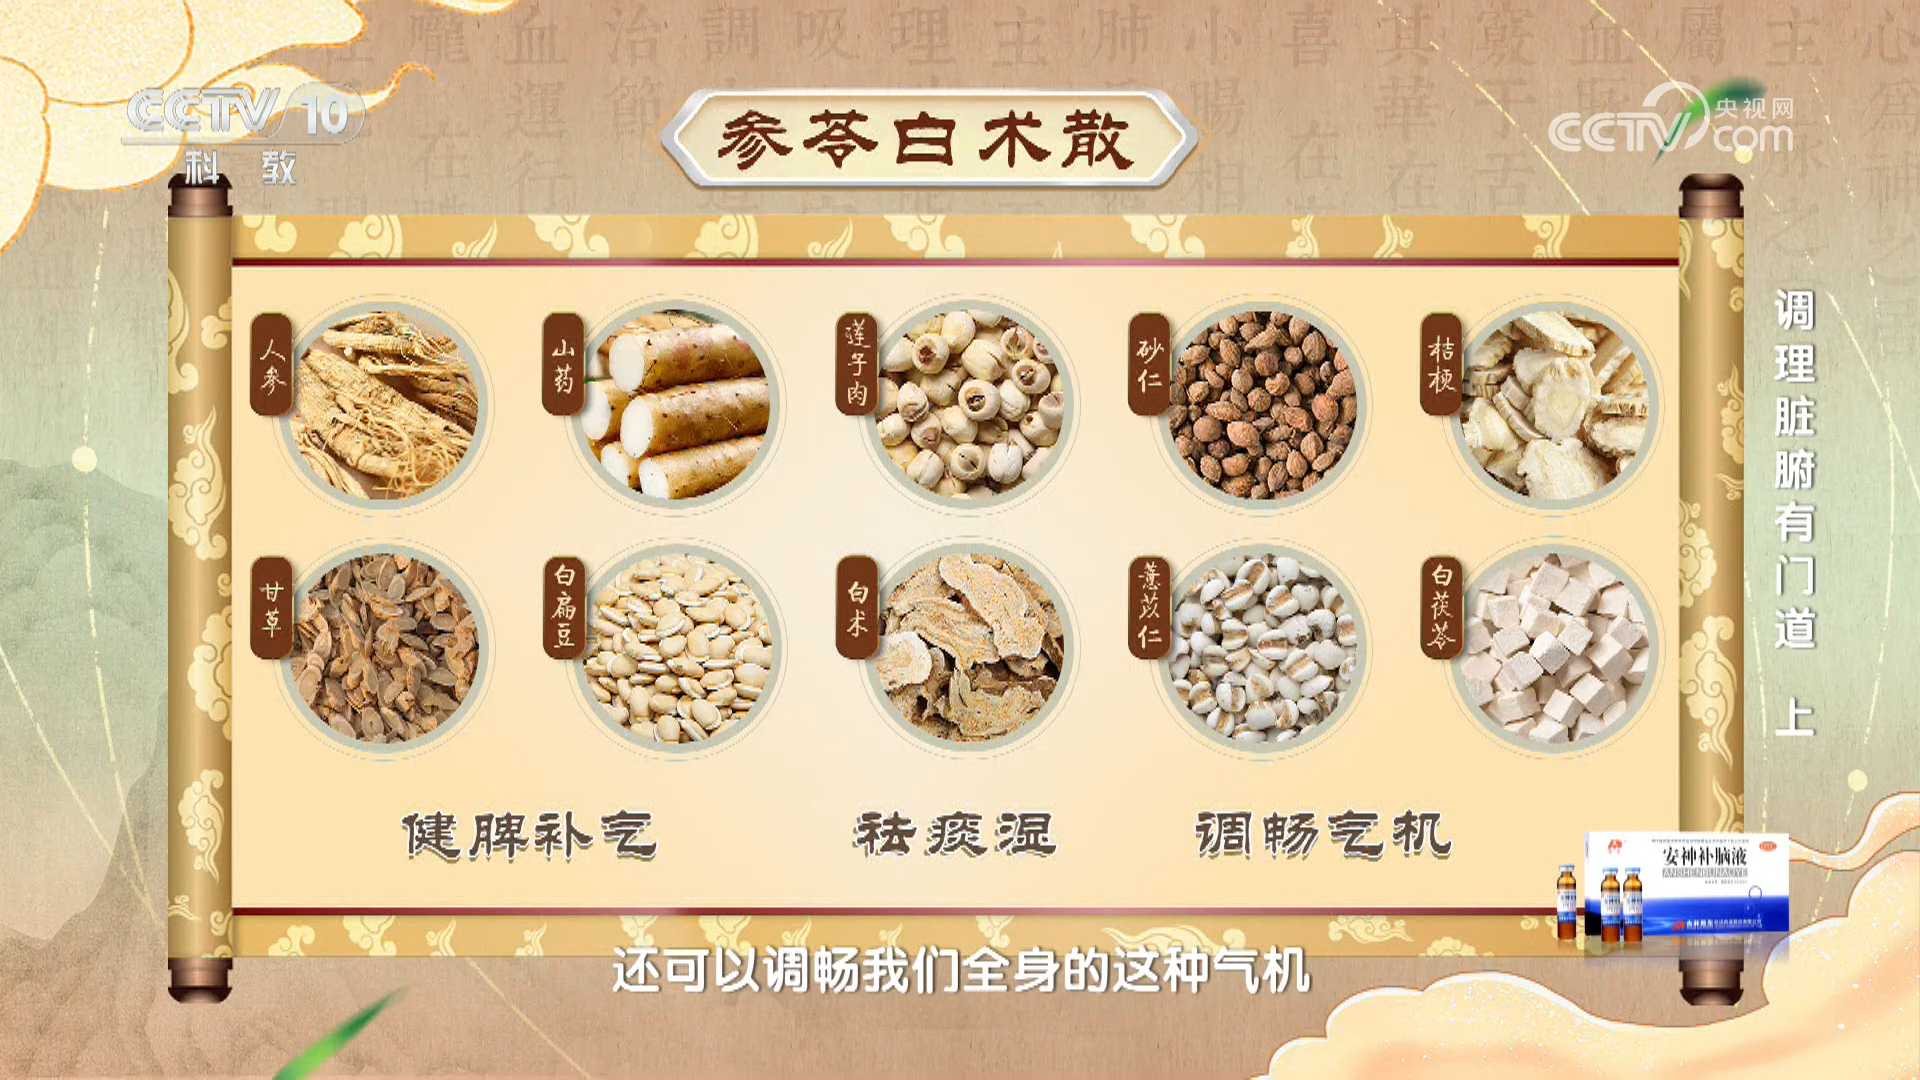 CCTV 10
科 教
参苓白术散
央视网
CCTV.com
人参
山药
莲子肉
砂仁
桔梗
甘草
白扁豆
白术
薏苡仁
白茯苓
健脾补气
祛痰湿
调畅气机
调理脏腑有门道 上
安神补脑液
ANSHENBUNAOYE
还可以调畅我们全身的这种气机